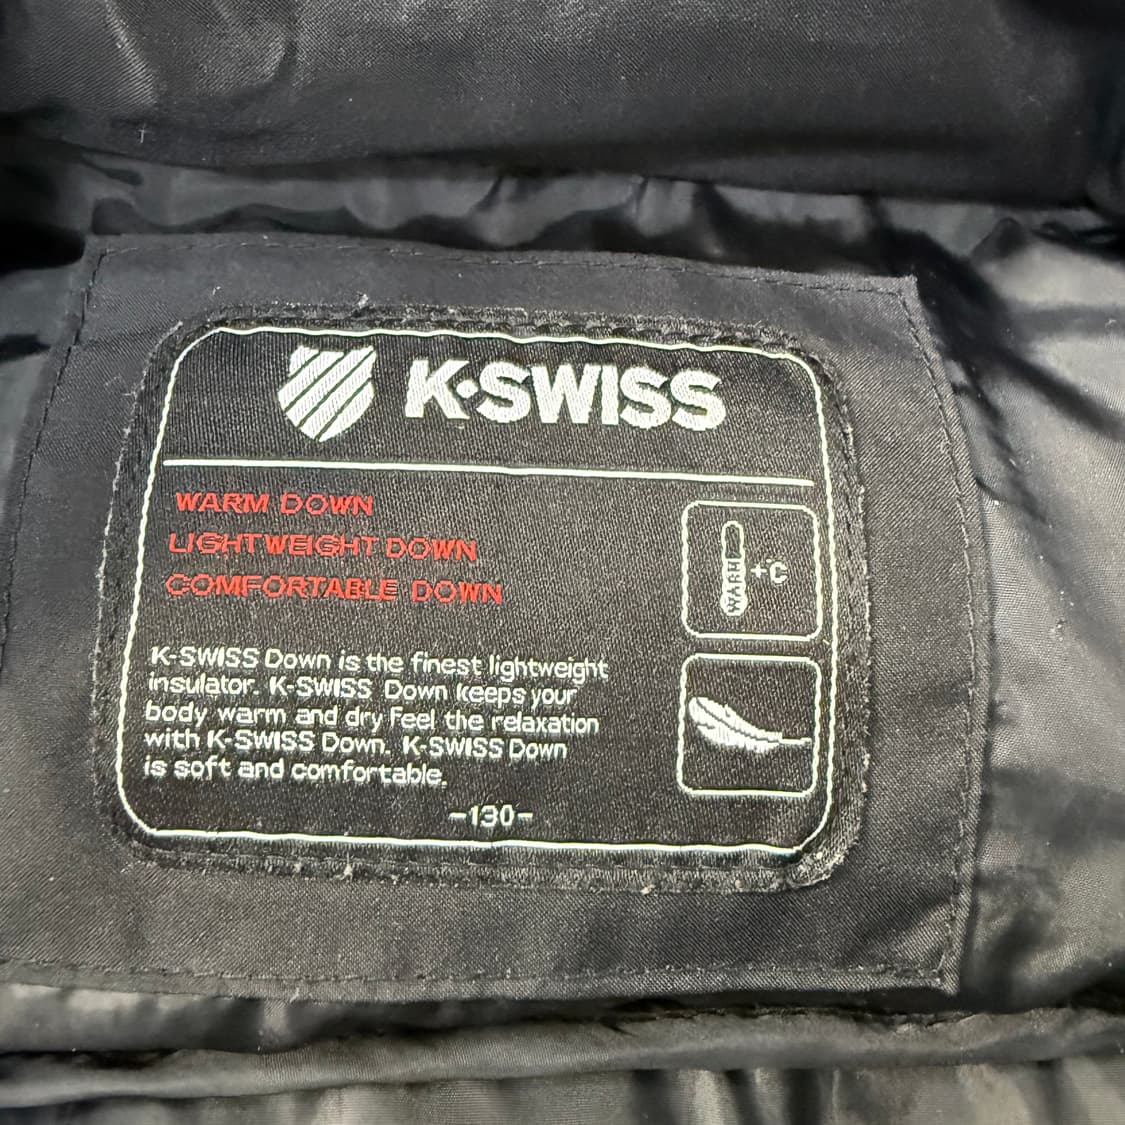 K·SWISS
WARM DOWN
LIGHTWEIGHT DOWN
COMFORTABLE DOWN
WARM +C
K-SWISS Down is the finest lightweight
insulator. K-SWISS Down keeps your
body warm and dry Feel the relaxation
with K-SWISS Down. K-SWISS Down
is soft and comfortable.
-130-